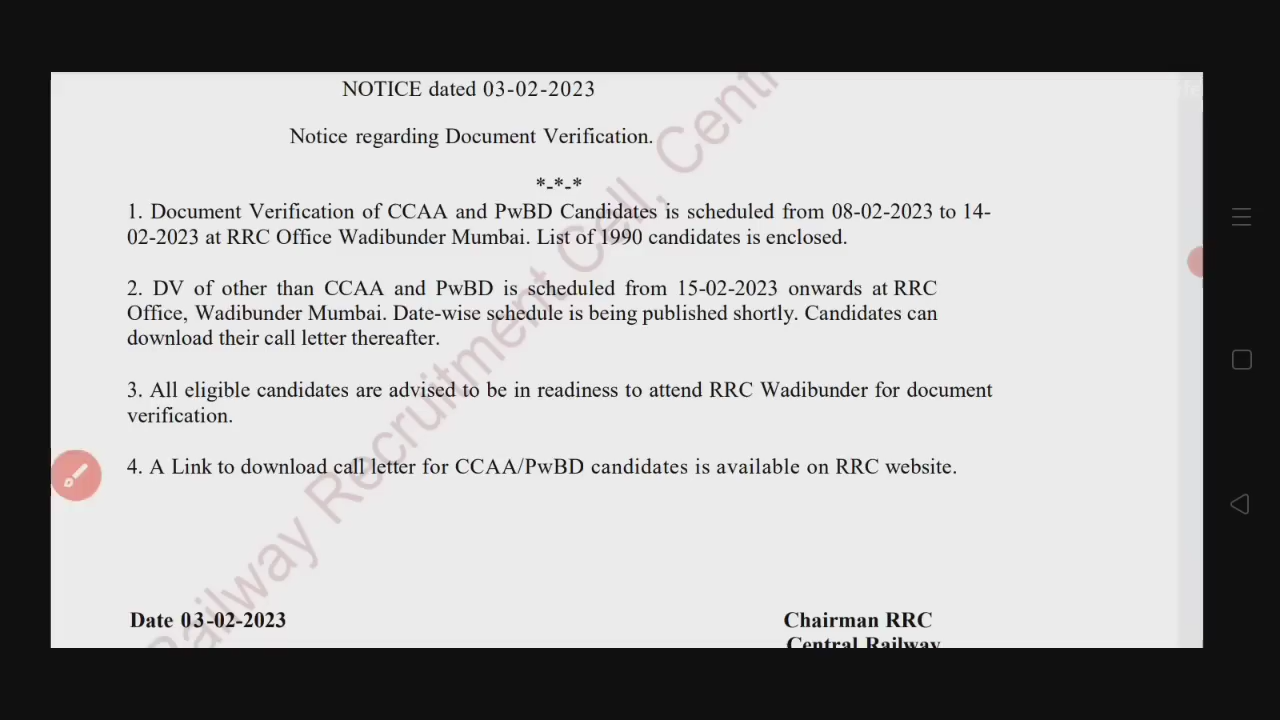 NOTICE dated 03-02-2023
Notice regarding Document Verification.
*-*-*
1. Document Verification of CCAA and PwBD Candidates is scheduled from 08-02-2023 to 14-
02-2023 at RRC Office Wadibunder Mumbai. List of 1990 candidates is enclosed.
2. DV of other than CCAA and PwBD is scheduled from 15-02-2023 onwards at RRC
Office, Wadibunder Mumbai. Date-wise schedule is being published shortly. Candidates can
download their call letter thereafter.
3. All eligible candidates are advised to be in readiness to attend RRC Wadibunder for document
verification.
4. A Link to download call letter for CCAA/PwBD candidates is available on RRC website.
Railway Recruitment Cell, Centr
Date 03-02-2023
Chairman RRC
Central Railway